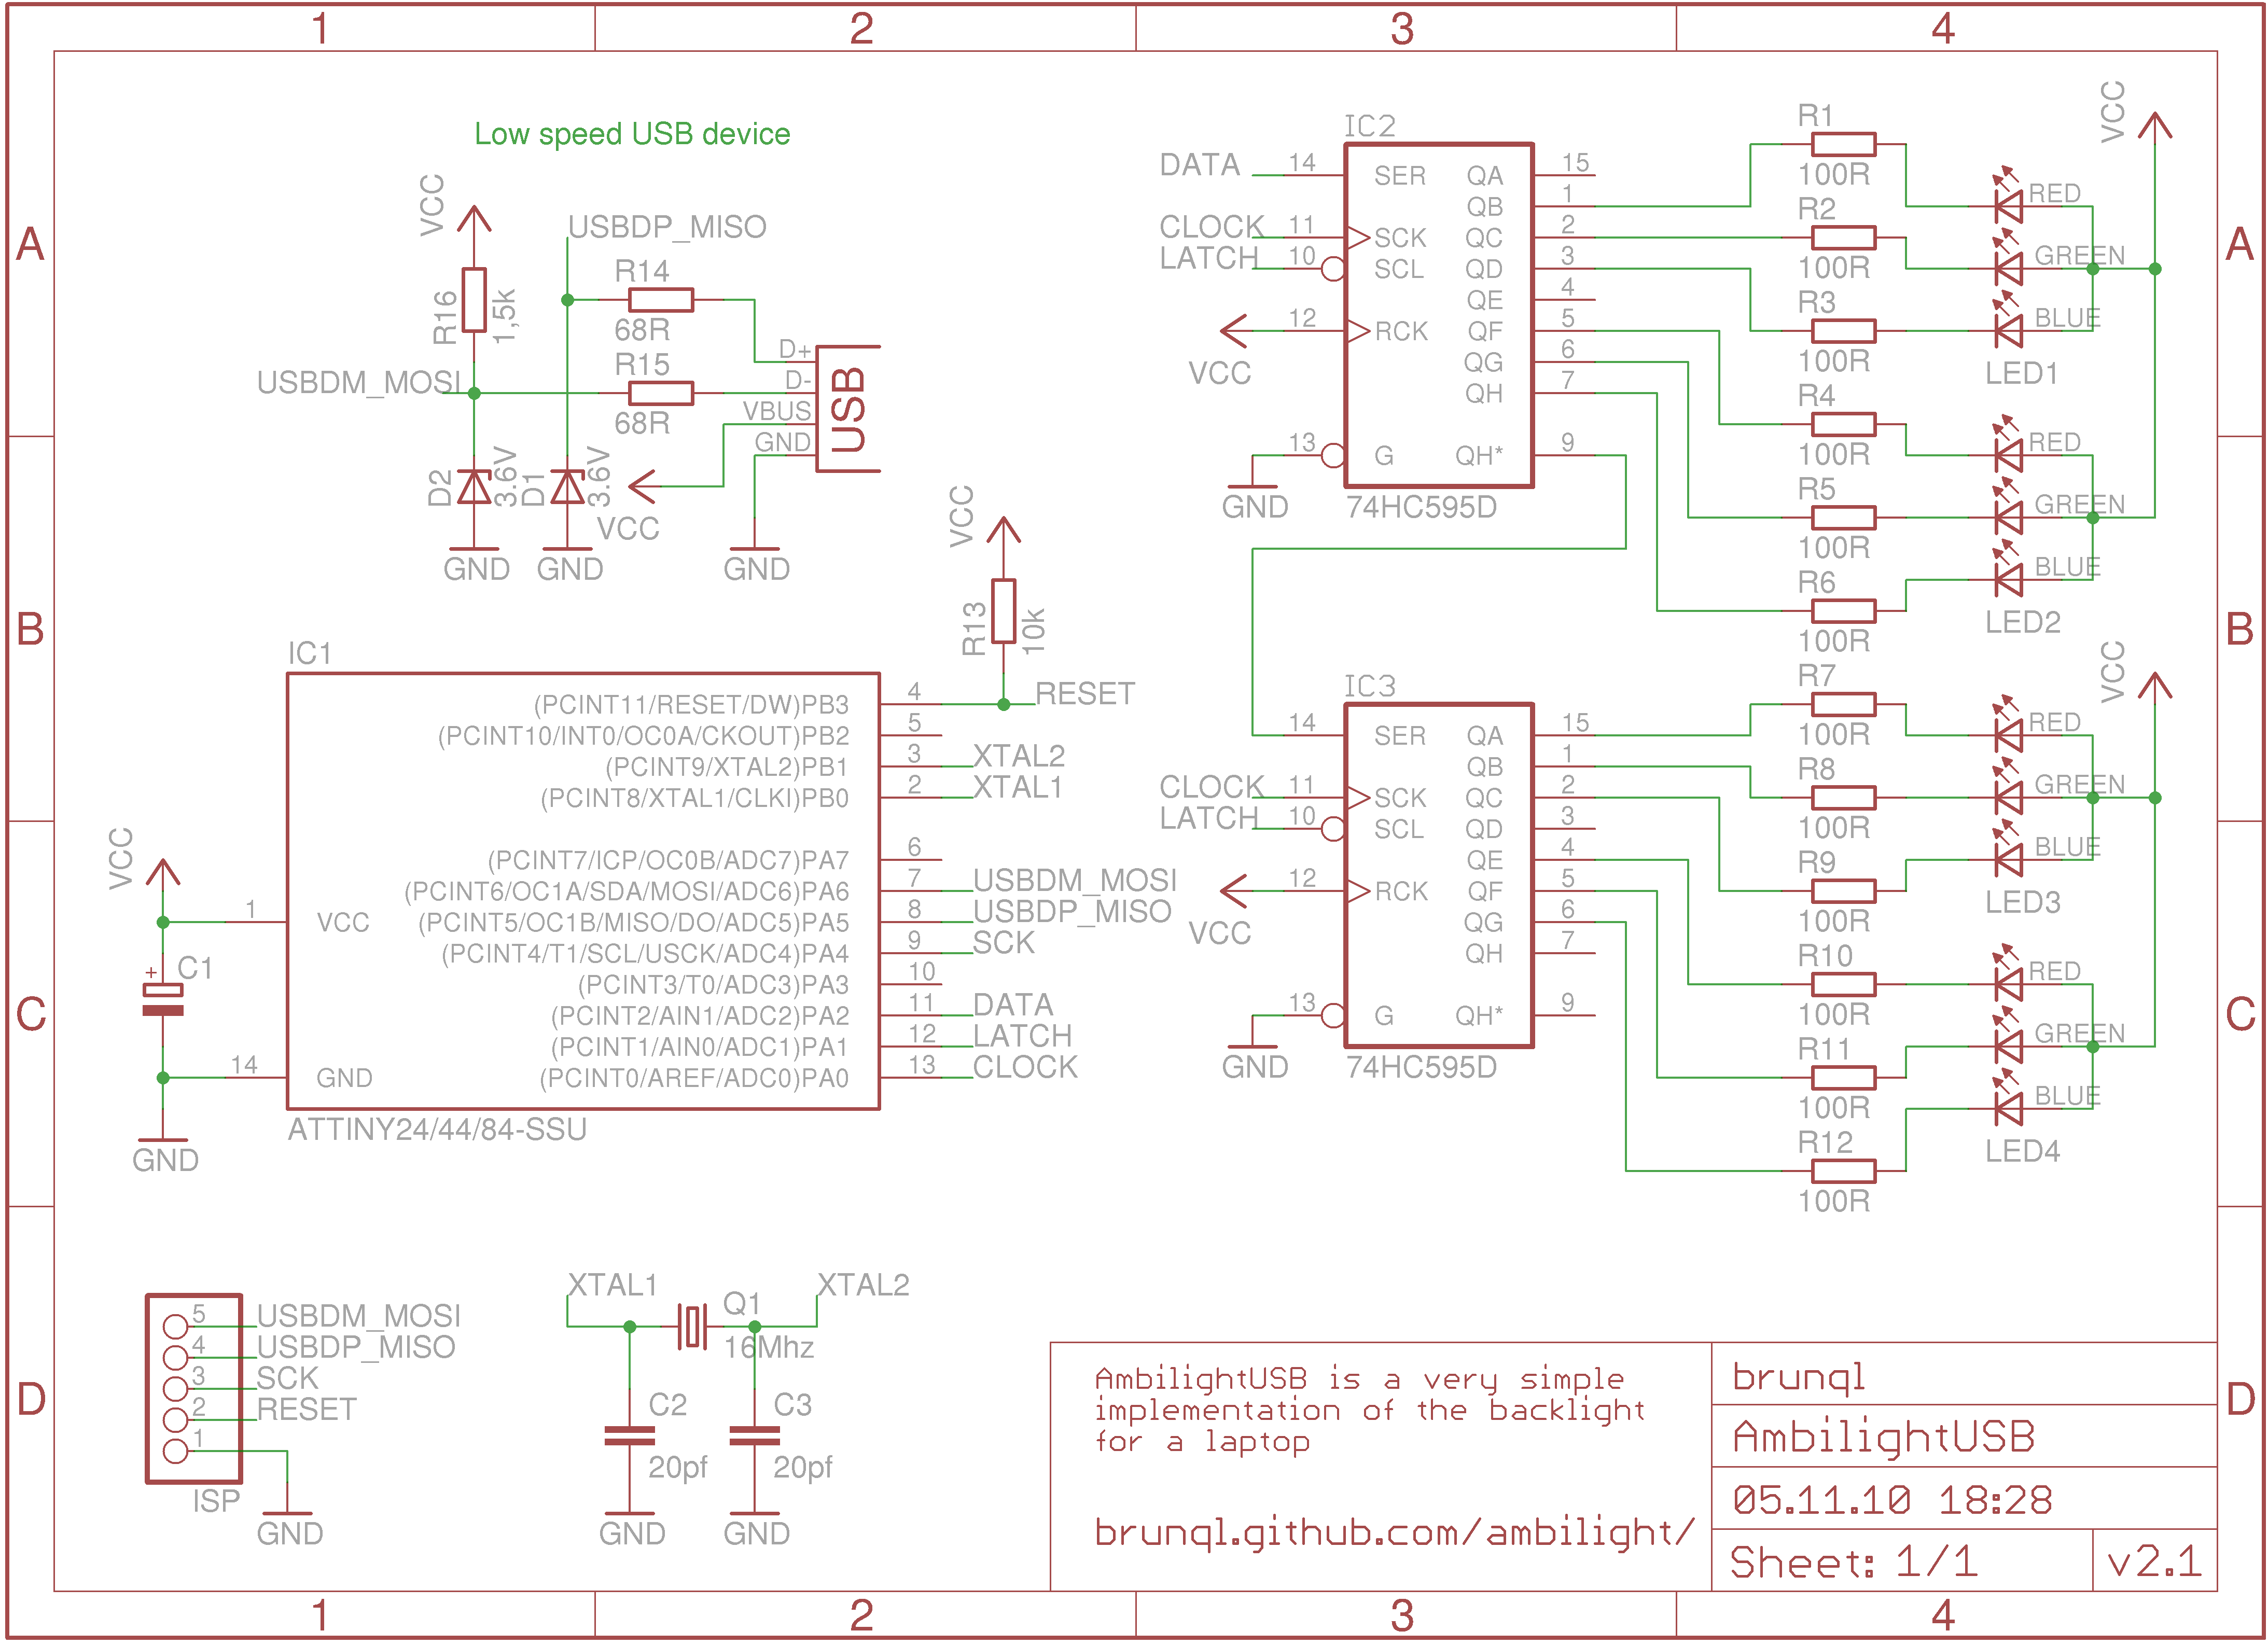 1
2
3
4
A
A
B
B
C
C
D
D
1
2
3
4
Low speed USB device
VCC
R16
1,5k
USBDP_MISO
R14
68R
USBDM_MOSI
R15
68R
D+
D-
VBUS
GND
USB
D2
3.6V
D1
3.6V
VCC
GND
GND
GND
VCC
R13
10k
RESET
IC1
(PCINT11/RESET/DW)PB3 4
(PCINT10/INT0/OC0A/CKOUT)PB2 5
(PCINT9/XTAL2)PB1 3 XTAL2
(PCINT8/XTAL1/CLKI)PB0 2 XTAL1
(PCINT7/ICP/OC0B/ADC7)PA7 6
(PCINT6/OC1A/SDA/MOSI/ADC6)PA6 7 USBDM_MOSI
(PCINT5/OC1B/MISO/DO/ADC5)PA5 8 USBDP_MISO
(PCINT4/T1/SCL/USCK/ADC4)PA4 9 SCK
(PCINT3/T0/ADC3)PA3 10
(PCINT2/AIN1/ADC2)PA2 11 DATA
(PCINT1/AIN0/ADC1)PA1 12 LATCH
(PCINT0/AREF/ADC0)PA0 13 CLOCK
1 VCC
14 GND
ATTINY24/44/84-SSU
VCC
+ C1
GND
IC2
DATA 14 SER QA 15
QB 1
CLOCK 11 SCK QC 2
LATCH 10 SCL QD 3
QE 4
12 RCK QF 5
VCC
QG 6
QH 7
13 G QH* 9
GND
74HC595D
IC3
14 SER QA 15
QB 1
CLOCK 11 SCK QC 2
LATCH 10 SCL QD 3
QE 4
12 RCK QF 5
VCC
QG 6
QH 7
13 G QH* 9
GND
74HC595D
VCC
R1
100R
RED
R2
100R
GREEN
R3
100R
BLUE
LED1
R4
100R
RED
R5
100R
GREEN
R6
100R
BLUE
LED2
VCC
R7
100R
RED
R8
100R
GREEN
R9
100R
BLUE
LED3
R10
100R
RED
R11
100R
GREEN
R12
100R
BLUE
LED4
5 USBDM_MOSI
4 USBDP_MISO
3 SCK
2 RESET
1
ISP
GND
XTAL1
Q1
16Mhz
XTAL2
C2
20pf
C3
20pf
GND
GND
AmbilightUSB is a very simple
implementation of the backlight
for a laptop
brunql.github.com/ambilight/
brunql
AmbilightUSB
05.11.10 18:28
Sheet: 1/1
v2.1